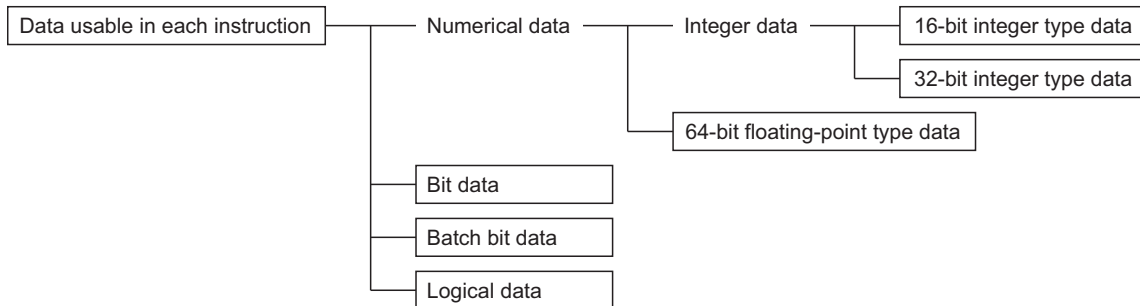 Data usable in each instruction
Numerical data
Integer data
16-bit integer type data
32-bit integer type data
64-bit floating-point type data
Bit data
Batch bit data
Logical data